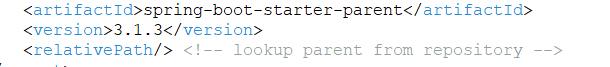 <artifactId>spring-boot-starter-parent</artifactId>
<version>3.1.3</version>
<relativePath/> <!-- lookup parent from repository -->